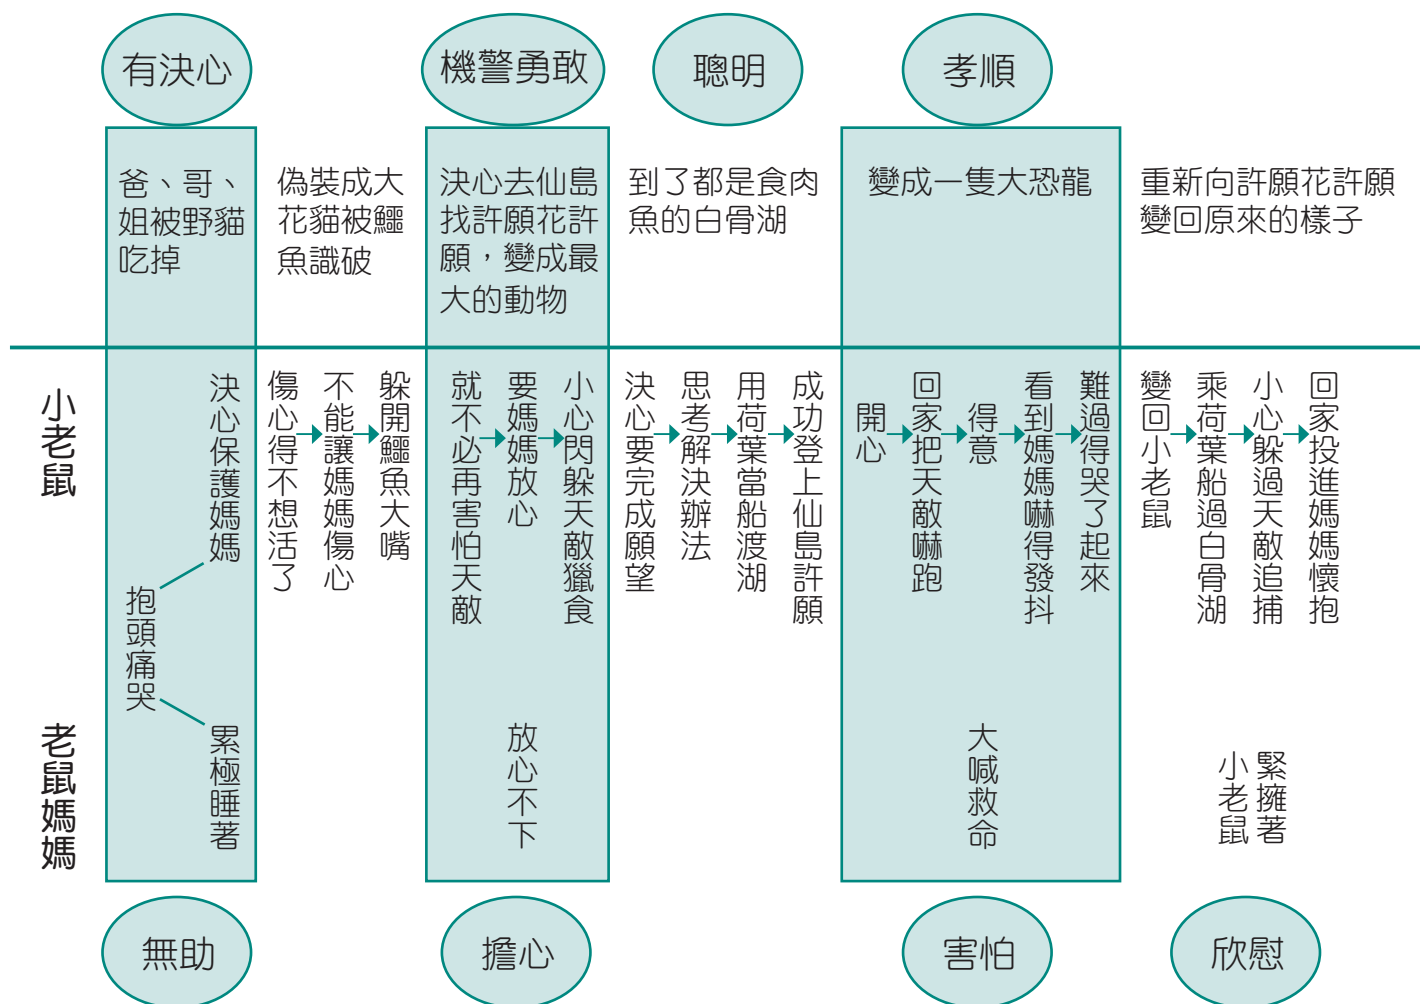 有決心
機警勇敢
聰明
孝順
爸、哥、
姐被野貓
吃掉
偽裝成大
花貓被鱷
魚識破
決心去仙島
找許願花許
願，變成最
大的動物
到了都是食肉
魚的白骨湖
變成一隻大恐龍
重新向許願花許願
變回原來的樣子
小老鼠
抱頭痛哭
決心保護媽媽
傷心得不想活了
不能讓媽媽傷心
躲開鱷魚大嘴
就不必再害怕天敵
要媽媽放心
小心閃躲天敵獵食
決心要完成願望
思考解決辦法
用荷葉當船渡湖
成功登上仙島許願
開心
回家把天敵嚇跑
得意
看到媽媽嚇得發抖
難過得哭了起來
變回小老鼠
乘荷葉船過白骨湖
小心躲過天敵追捕
回家投進媽媽懷抱
老鼠媽媽
累極睡著
放心不下
大喊救命
緊擁著
小老鼠
無助
擔心
害怕
欣慰